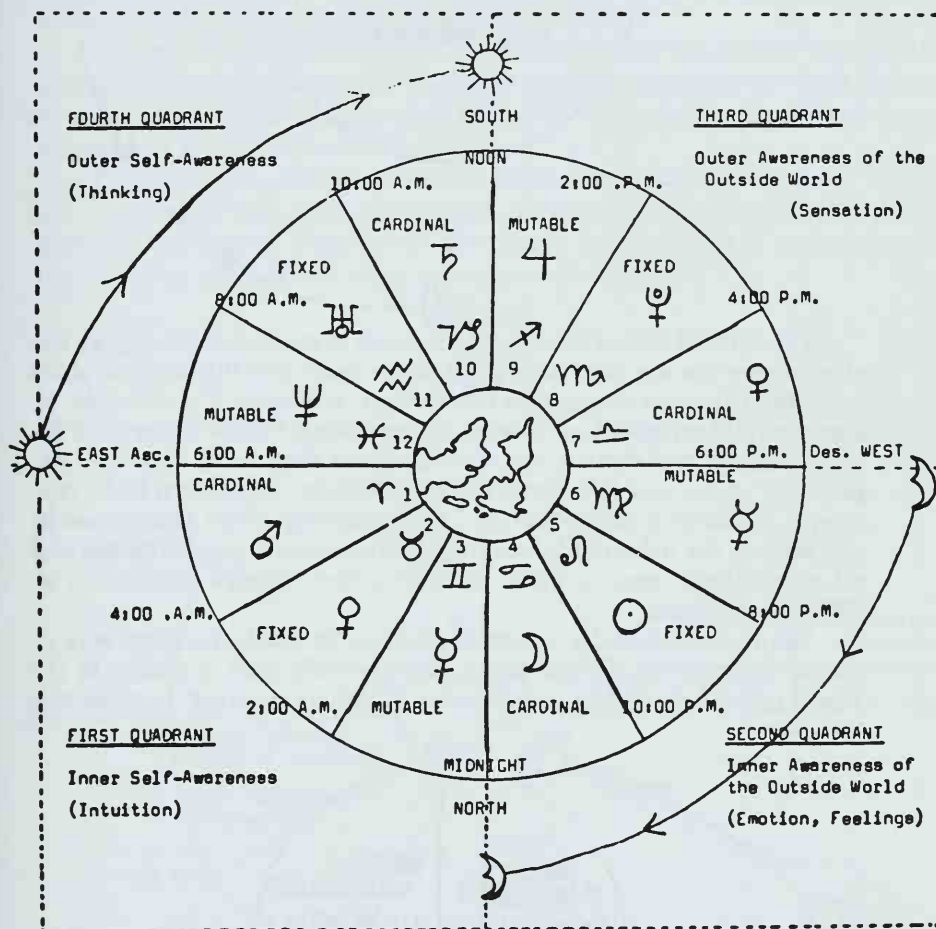 SOUTH
FOURTH QUADRANT
Outer Self-Awareness
(Thinking)
THIRD QUADRANT
Outer Awareness of the
Outside World
(Sensation)
NOON
10:00 A.M.
2:00 .P.M.
CARDINAL
MUTABLE
♄
♃
FIXED
FIXED
8:00 A.M.
4:00 P.M.
♅
♇
♑
♐
10
9
♒
♏
11
8
♀
MUTABLE
♆
♓
12
7
♎
CARDINAL
EAST Asc.
6:00 A.M.
6:00 P.M.
Des. WEST
CARDINAL
♈
1
6
♍
MUTABLE
♂
☿
2
5
♉
♌
3
4
♊
♋
4:00 .A.M.
8:00 P.M.
FIXED
♀
☿
☽
☉
FIXED
2:00 A.M.
MUTABLE
CARDINAL
10:00 P.M.
FIRST QUADRANT
Inner Self-Awareness
(Intuition)
MIDNIGHT
NORTH
SECOND QUADRANT
Inner Awareness of
the Outside World
(Emotion, Feelings)